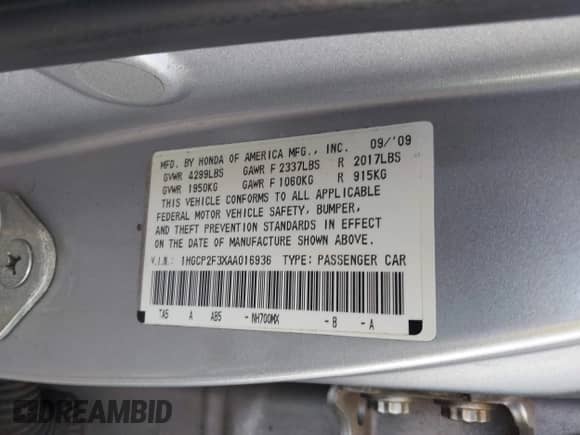 MFD. BY HONDA OF AMERICA MFG., INC. 09/'09
GVWR 4299LBS GAWR F 2337LBS R 2017LBS
GVWR 1950KG GAWR F 1060KG R 915KG
THIS VEHICLE CONFORMS TO ALL APPLICABLE
FEDERAL MOTOR VEHICLE SAFETY, BUMPER,
AND THEFT PREVENTION STANDARDS IN EFFECT
ON THE DATE OF MANUFACTURE SHOWN ABOVE.
V.I.N.: 1HGCP2F3XAA016936 TYPE: PASSENGER CAR
TA5 A AB5 - NH700MX - B - A
DREAMBID